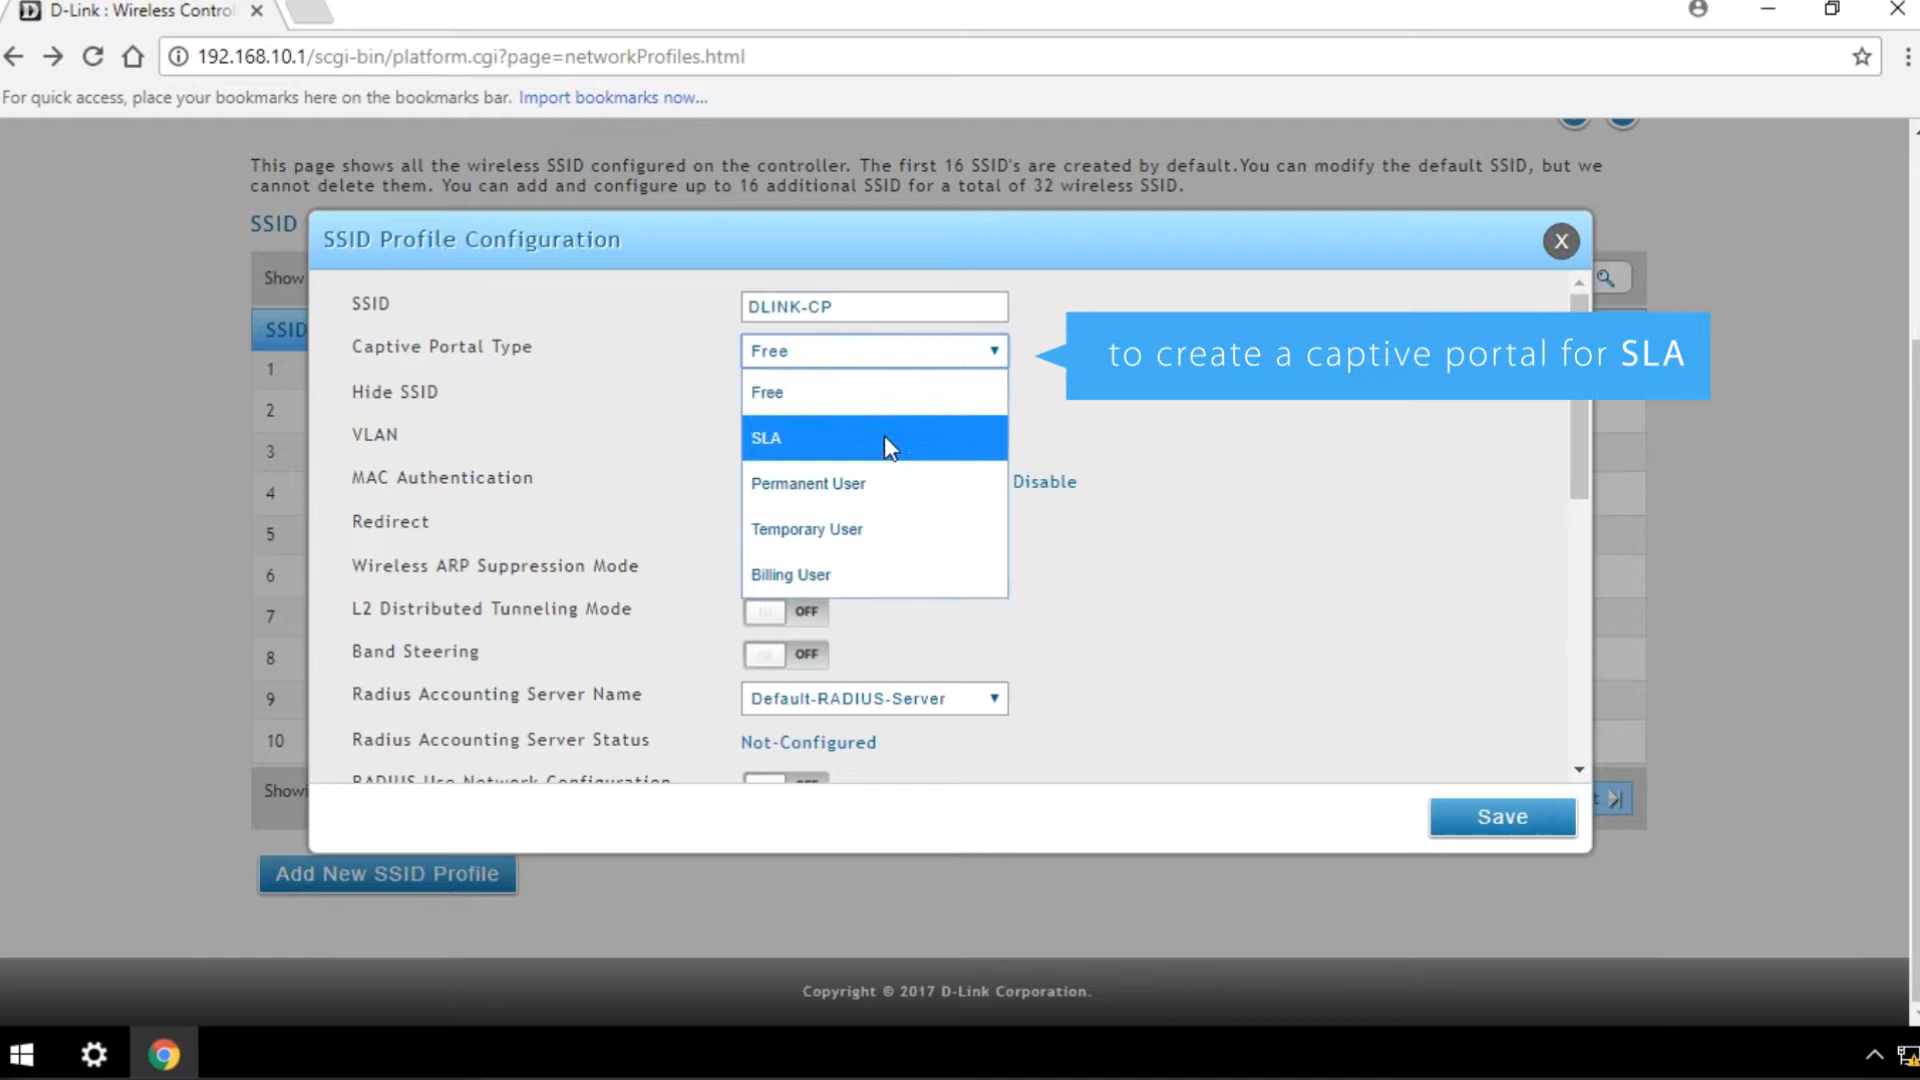 D-Link : Wireless Control
192.168.10.1/scgi-bin/platform.cgi?page=networkProfiles.html
For quick access, place your bookmarks here on the bookmarks bar. Import bookmarks now...
This page shows all the wireless SSID configured on the controller. The first 16 SSID's are created by default.You can modify the default SSID, but we
cannot delete them. You can add and configure up to 16 additional SSID for a total of 32 wireless SSID.
SSID
SSID Profile Configuration
X
Show
SSID
1
2
3
4
5
6
7
8
9
10
Showi
SSID
DLINK-CP
Captive Portal Type
Free
to create a captive portal for SLA
Hide SSID
Free
VLAN
SLA
MAC Authentication
Permanent User
Disable
Redirect
Temporary User
Wireless ARP Suppression Mode
Billing User
L2 Distributed Tunneling Mode
OFF
Band Steering
OFF
Radius Accounting Server Name
Default-RADIUS-Server
Radius Accounting Server Status
Not-Configured
RADIUS Use Network Configuration
OFF
Save
Add New SSID Profile
Copyright © 2017 D-Link Corporation.